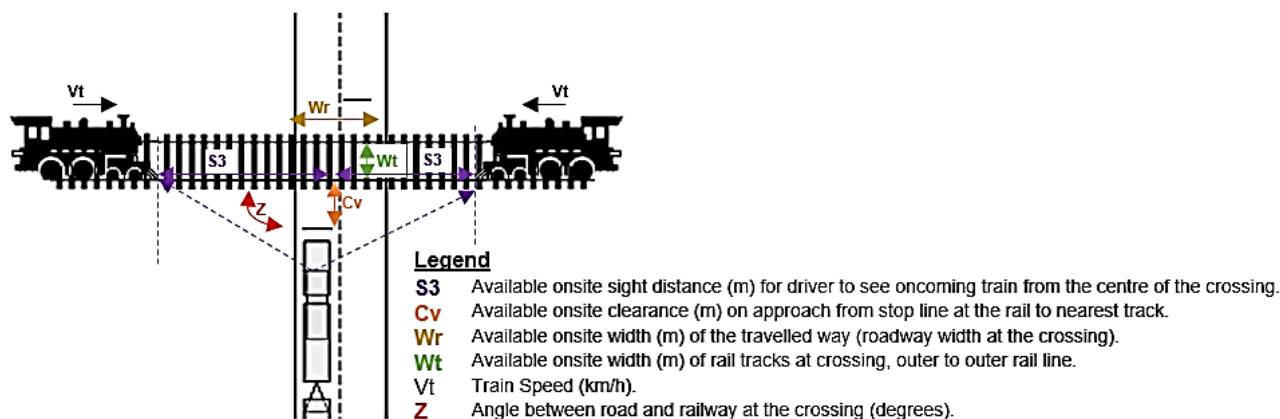 Vt
Vt
Wr
S3
Wt
S3
Z
Cv
Legend
S3 Available onsite sight distance (m) for driver to see oncoming train from the centre of the crossing.
Cv Available onsite clearance (m) on approach from stop line at the rail to nearest track.
Wr Available onsite width (m) of the travelled way (roadway width at the crossing).
Wt Available onsite width (m) of rail tracks at crossing, outer to outer rail line.
Vt Train Speed (km/h).
Z Angle between road and railway at the crossing (degrees).